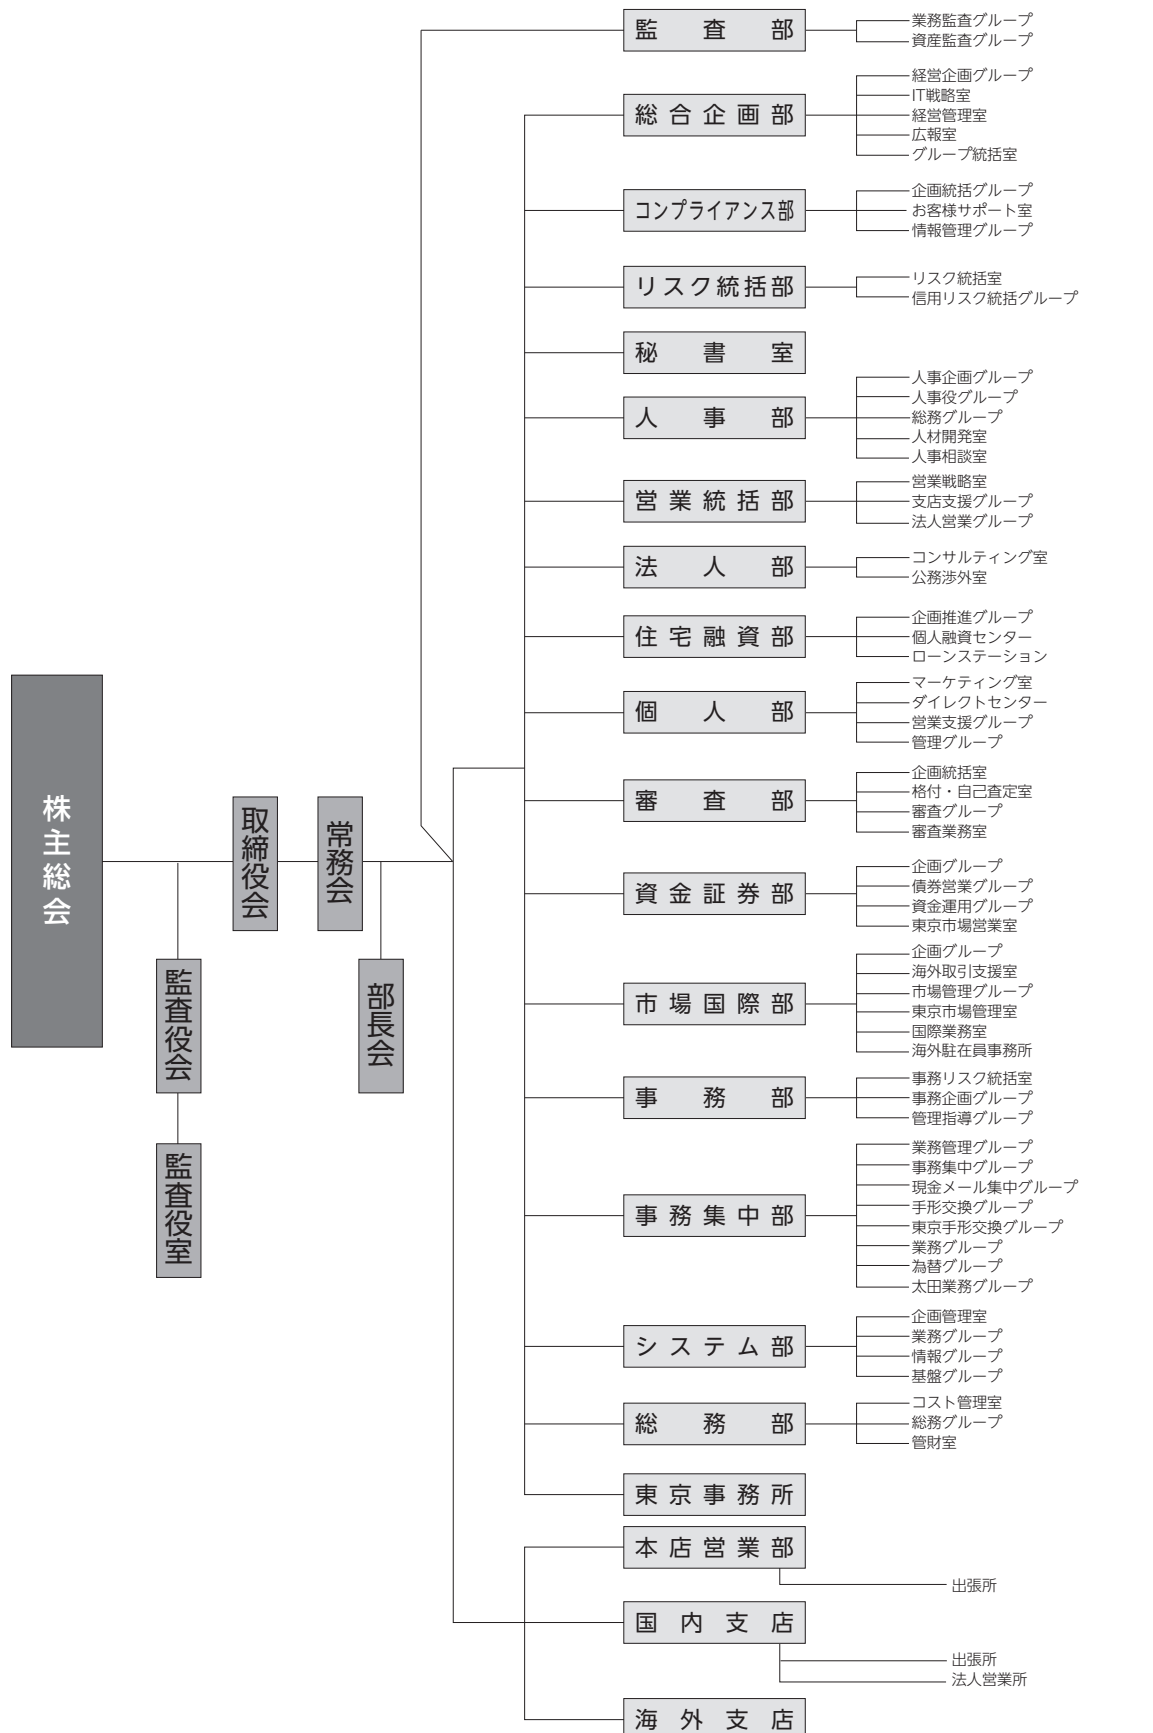 株主総会
取締役会
常務会
監査役会
部長会
監査役室
監査部
業務監査グループ
資産監査グループ
総合企画部
経営企画グループ
IT戦略室
経営管理室
広報室
グループ統括室
コンプライアンス部
企画統括グループ
お客様サポート室
情報管理グループ
リスク統括部
リスク統括室
信用リスク統括グループ
秘書室
人事部
人事企画グループ
人事役グループ
総務グループ
人材開発室
人事相談室
営業統括部
営業戦略室
支店支援グループ
法人営業グループ
法人部
コンサルティング室
公務渉外室
住宅融資部
企画推進グループ
個人融資センター
ローンステーション
個人部
マーケティング室
ダイレクトセンター
営業支援グループ
管理グループ
審査部
企画統括室
格付・自己査定室
審査グループ
審査業務室
資金証券部
企画グループ
債券営業グループ
資金運用グループ
東京市場営業室
市場国際部
企画グループ
海外取引支援室
市場管理グループ
東京市場管理室
国際業務室
海外駐在員事務所
事務部
事務リスク統括室
事務企画グループ
管理指導グループ
事務集中部
業務管理グループ
事務集中グループ
現金メール集中グループ
手形交換グループ
東京手形交換グループ
業務グループ
為替グループ
太田業務グループ
システム部
企画管理室
業務グループ
情報グループ
基盤グループ
総務部
コスト管理室
総務グループ
管財室
東京事務所
本店営業部
出張所
国内支店
出張所
法人営業所
海外支店